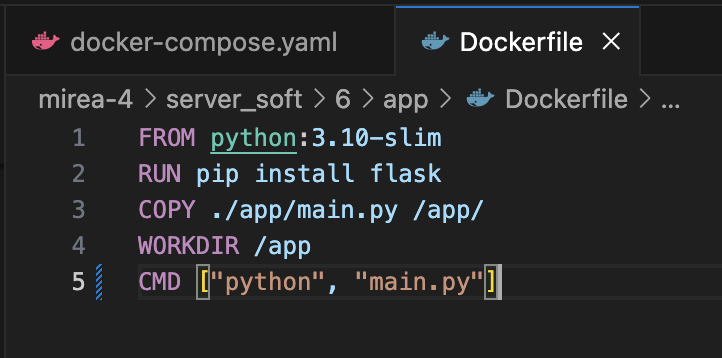 docker-compose.yaml Dockerfile
mirea-4 > server_soft > 6 > app > Dockerfile > ...
1 FROM python:3.10-slim
2 RUN pip install flask
3 COPY ./app/main.py /app/
4 WORKDIR /app
5 CMD ["python", "main.py"]